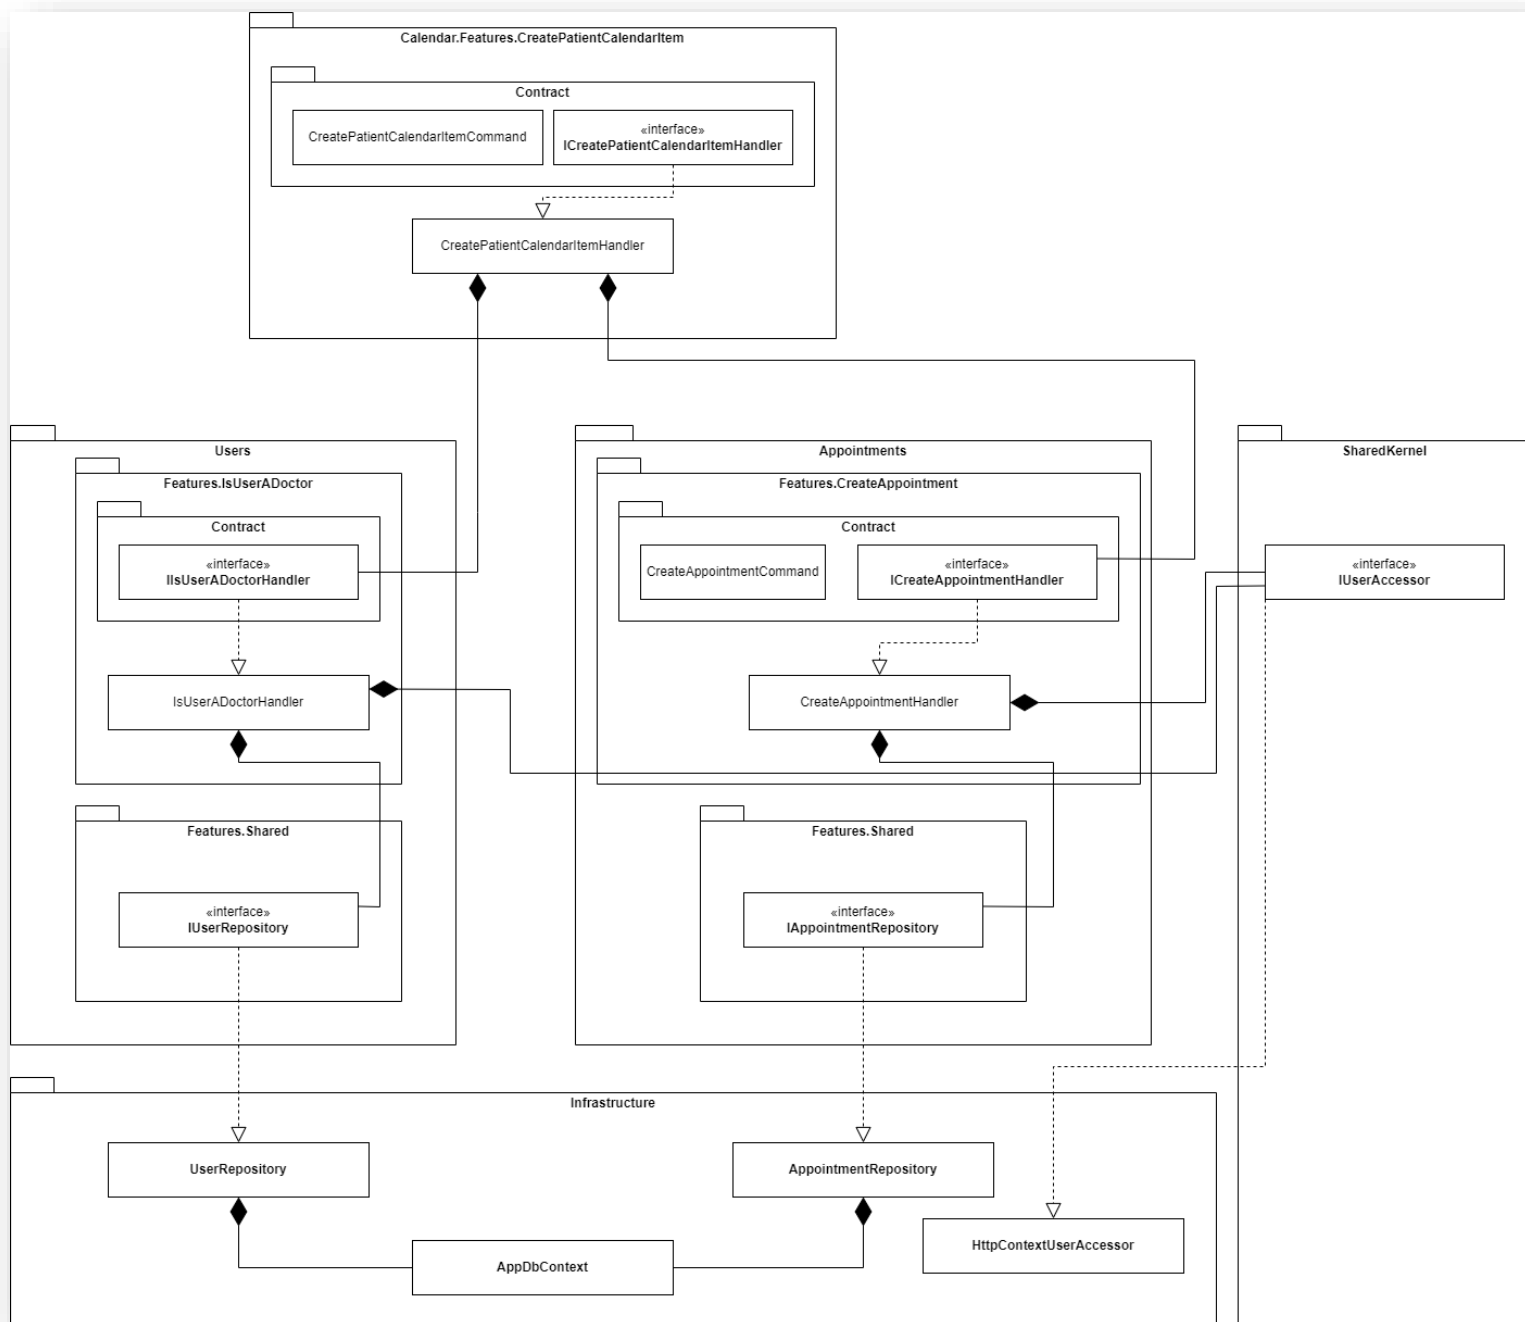 Calendar.Features.CreatePatientCalendarItem
Contract
CreatePatientCalendarItemCommand
«interface»
ICreatePatientCalendarItemHandler
CreatePatientCalendarItemHandler
Users
Features.IsUserADoctor
Contract
«interface»
IIsUserADoctorHandler
IsUserADoctorHandler
Features.Shared
«interface»
IUserRepository
Appointments
Features.CreateAppointment
Contract
CreateAppointmentCommand
«interface»
ICreateAppointmentHandler
CreateAppointmentHandler
Features.Shared
«interface»
IAppointmentRepository
SharedKernel
«interface»
IUserAccessor
Infrastructure
UserRepository
AppointmentRepository
HttpContextUserAccessor
AppDbContext